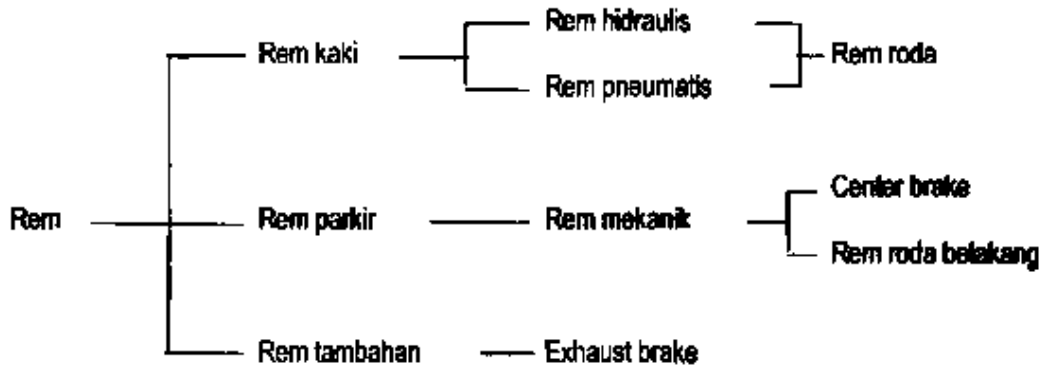 Rem hidraulis
Rem kaki
Rem roda
Rem pneumatis
Center brake
Rem
Rem parkir
Rem mekanik
Rem roda belakang
Rem tambahan
Exhaust brake